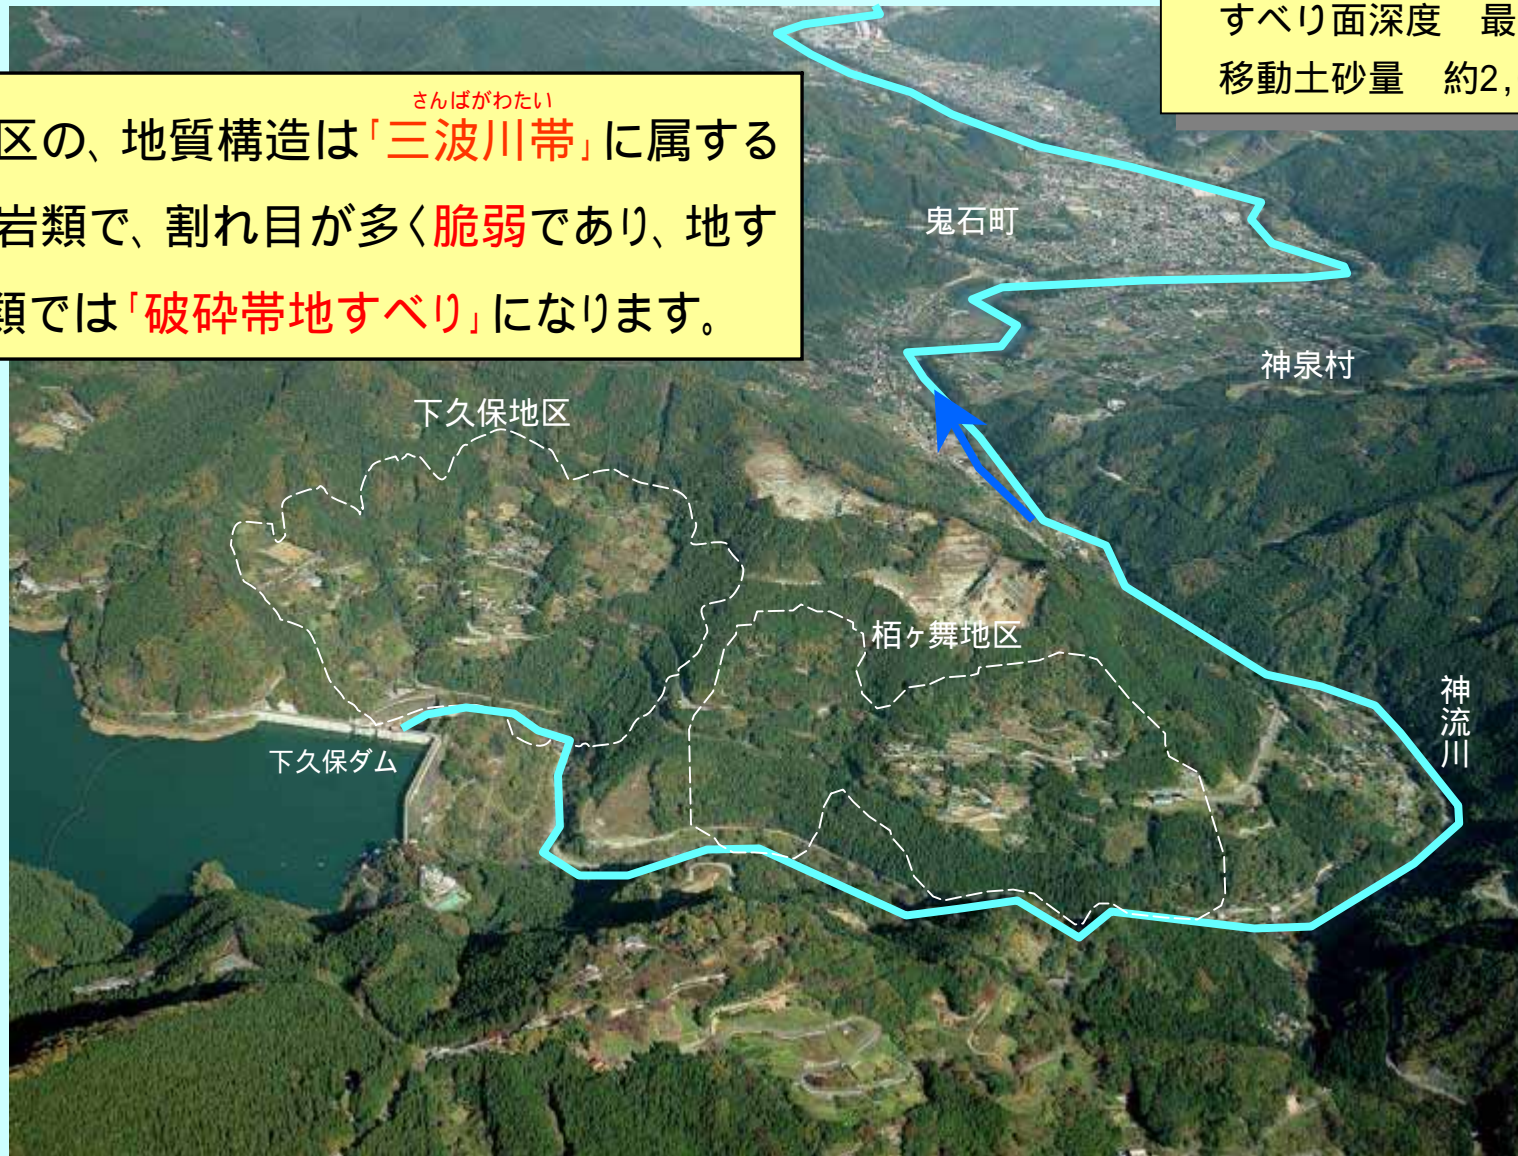 すべり面深度 最
移動土砂量 約2,
さんばがわたい
区の、地質構造は「三波川帯」に属する
岩類で、割れ目が多く脆弱であり、地す
類では「破砕帯地すべり」になります。
鬼石町
神泉村
下久保地区
栢ヶ舞地区
神流川
下久保ダム